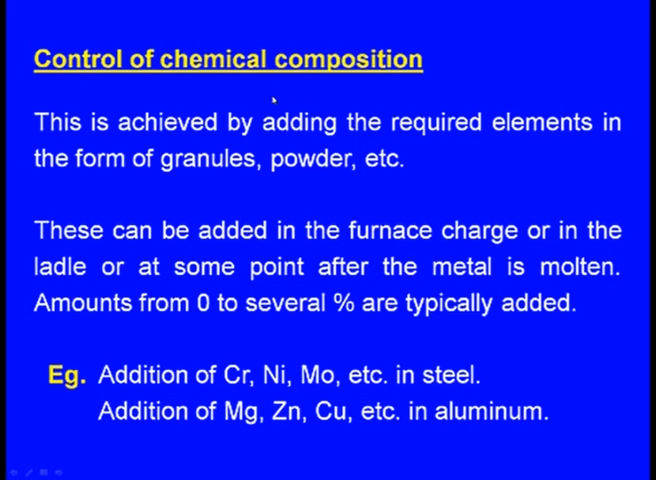 Control of chemical composition
This is achieved by adding the required elements in
the form of granules, powder, etc.
These can be added in the furnace charge or in the
ladle or at some point after the metal is molten.
Amounts from 0 to several % are typically added.
Eg. Addition of Cr, Ni, Mo, etc. in steel.
Addition of Mg, Zn, Cu, etc. in aluminum.